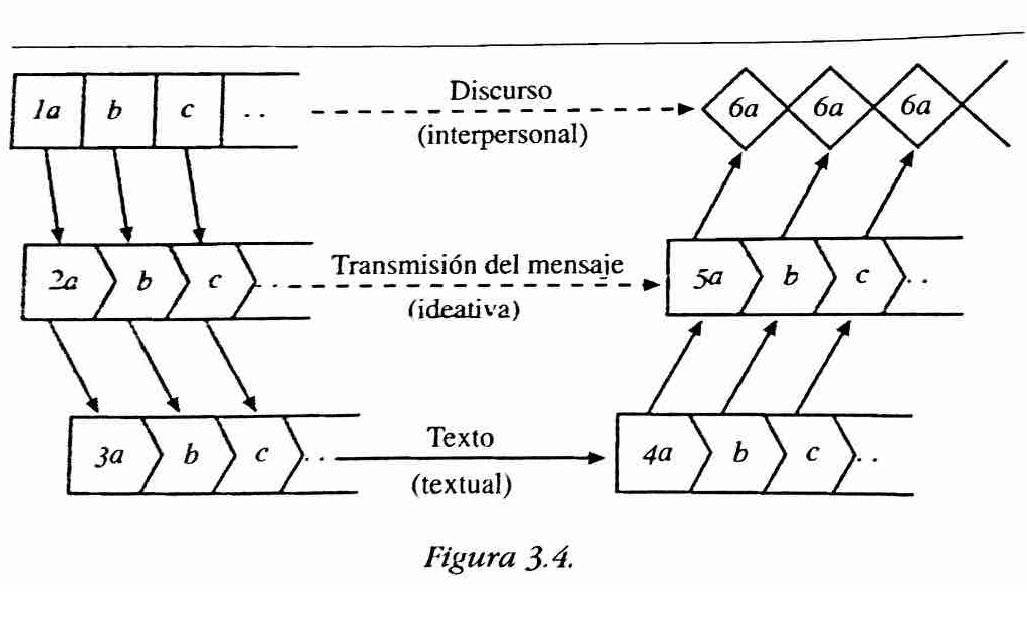 1a b c ..
Discurso
(interpersonal)
6a 6a 6a
2a b c ..
Transmisión del mensaje
(ideativa)
5a b c ..
3a b c ..
Texto
(textual)
4a b c ..
Figura 3.4.